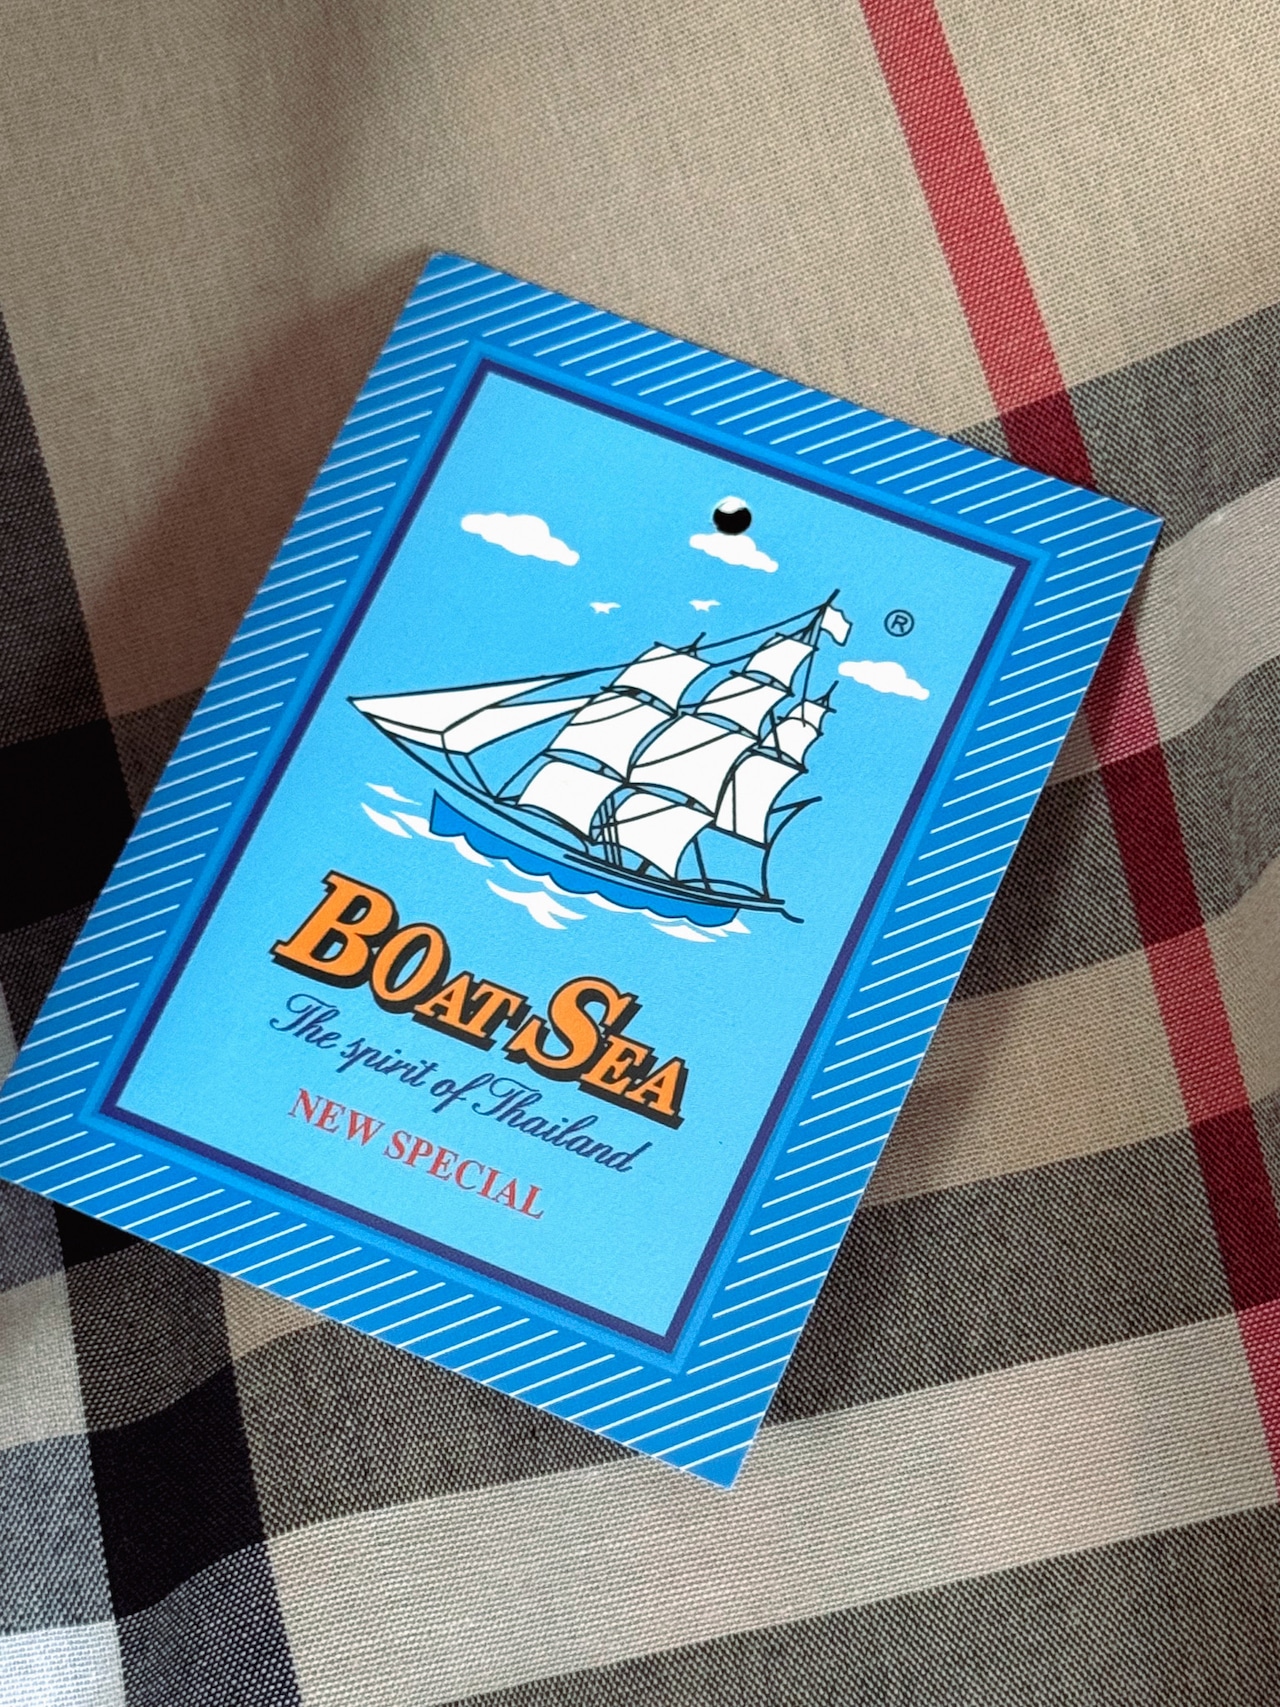 ®
BOAT SEA
The spirit of Thailand
NEW SPECIAL